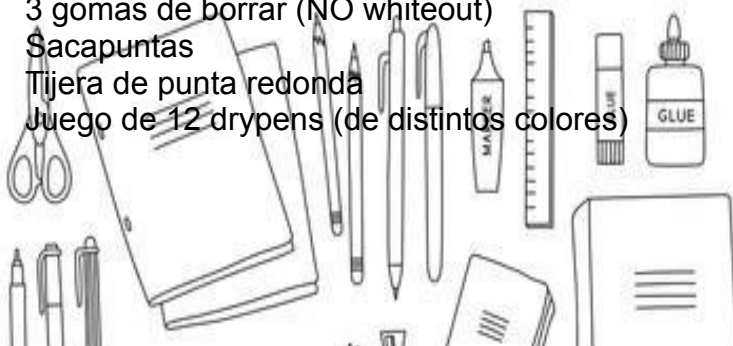 3 gomas de borrar (NO whiteout)
Sacapuntas
Tijera de punta redonda
Juego de 12 drypens (de distintos colores)
MARKER
GLUE
GLUE